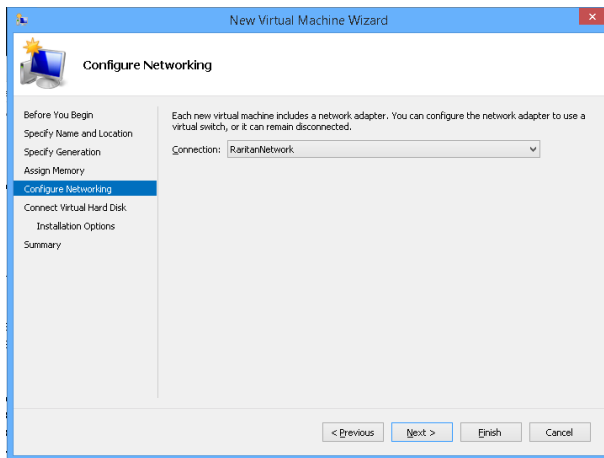 New Virtual Machine Wizard
Configure Networking
Before You Begin
Specify Name and Location
Specify Generation
Assign Memory
Configure Networking
Connect Virtual Hard Disk
Installation Options
Summary
Each new virtual machine includes a network adapter. You can configure the network adapter to use a
virtual switch, or it can remain disconnected.
Connection: RaritanNetwork
< Previous Next > Finish Cancel